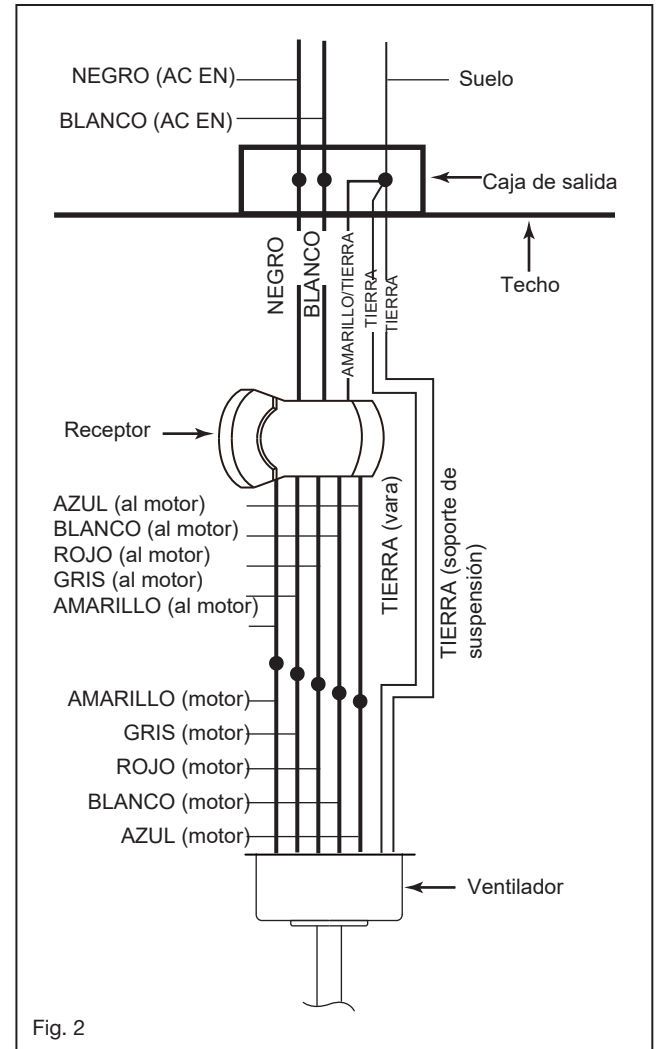 NEGRO (AC EN)
Suelo
BLANCO (AC EN)
Caja de salida
Techo
NEGRO
BLANCO
AMARILLO/TIERRA
TIERRA
TIERRA
Receptor
AZUL (al motor)
BLANCO (al motor)
ROJO (al motor)
GRIS (al motor)
AMARILLO (al motor)
TIERRA (vara)
TIERRA (soporte de
suspensión)
AMARILLO (motor)
GRIS (motor)
ROJO (motor)
BLANCO (motor)
AZUL (motor)
Ventilador
Fig. 2